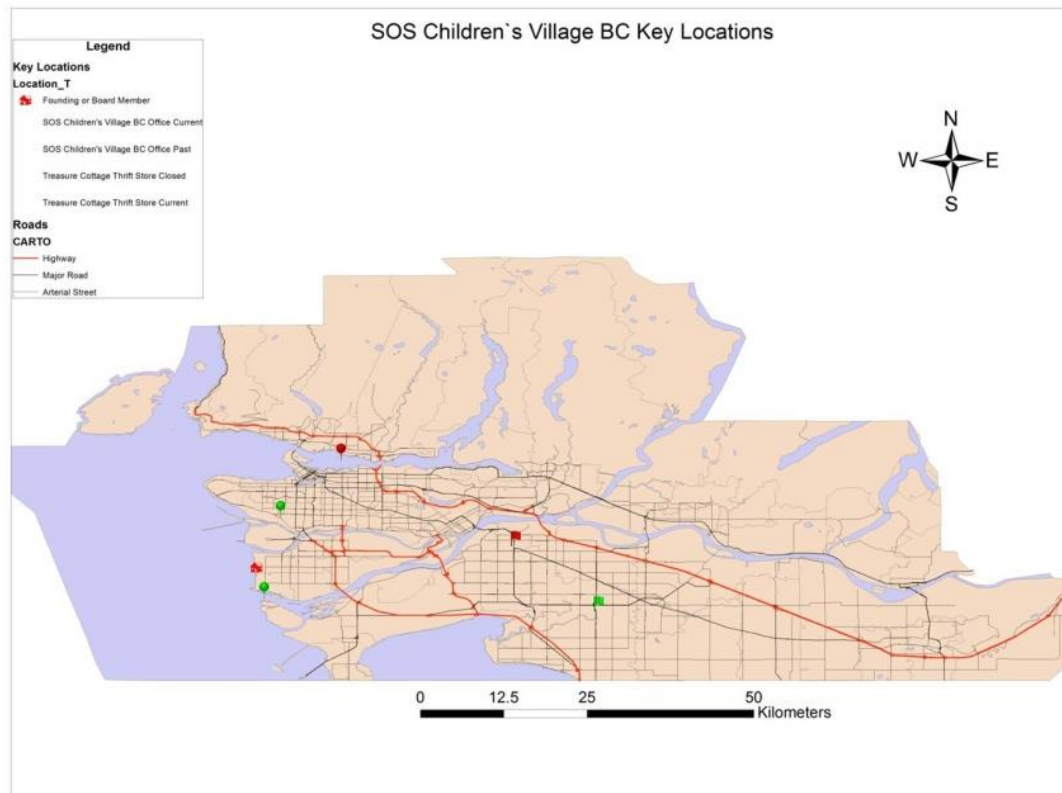 SOS Children`s Village BC Key Locations
Legend
Key Locations
Location_T
Founding or Board Member
SOS Children's Village BC Office Current
SOS Children's Village BC Office Past
Treasure Cottage Thrift Store Closed
Treasure Cottage Thrift Store Current
Roads
CARTO
Highway
Major Road
Arterial Street
N
W E
S
0 12.5 25 50
Kilometers